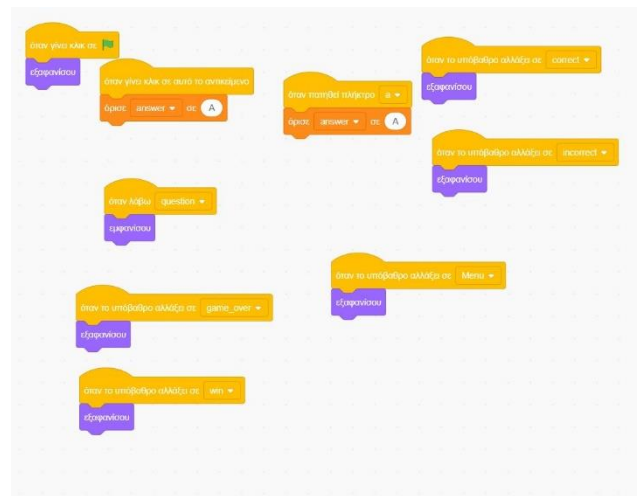 όταν γίνει κλικ σε
εξαφανίσου
όταν γίνει κλικ σε αυτό το αντικείμενο
όρισε answer σε A
όταν πατηθεί πλήκτρο a
όρισε answer σε A
όταν το υπόβαθρο αλλάξει σε correct
εξαφανίσου
όταν το υπόβαθρο αλλάξει σε incorrect
εξαφανίσου
όταν λάβω question
εμφανίσου
όταν το υπόβαθρο αλλάξει σε Menu
εξαφανίσου
όταν το υπόβαθρο αλλάξει σε game_over
εξαφανίσου
όταν το υπόβαθρο αλλάξει σε win
εξαφανίσου